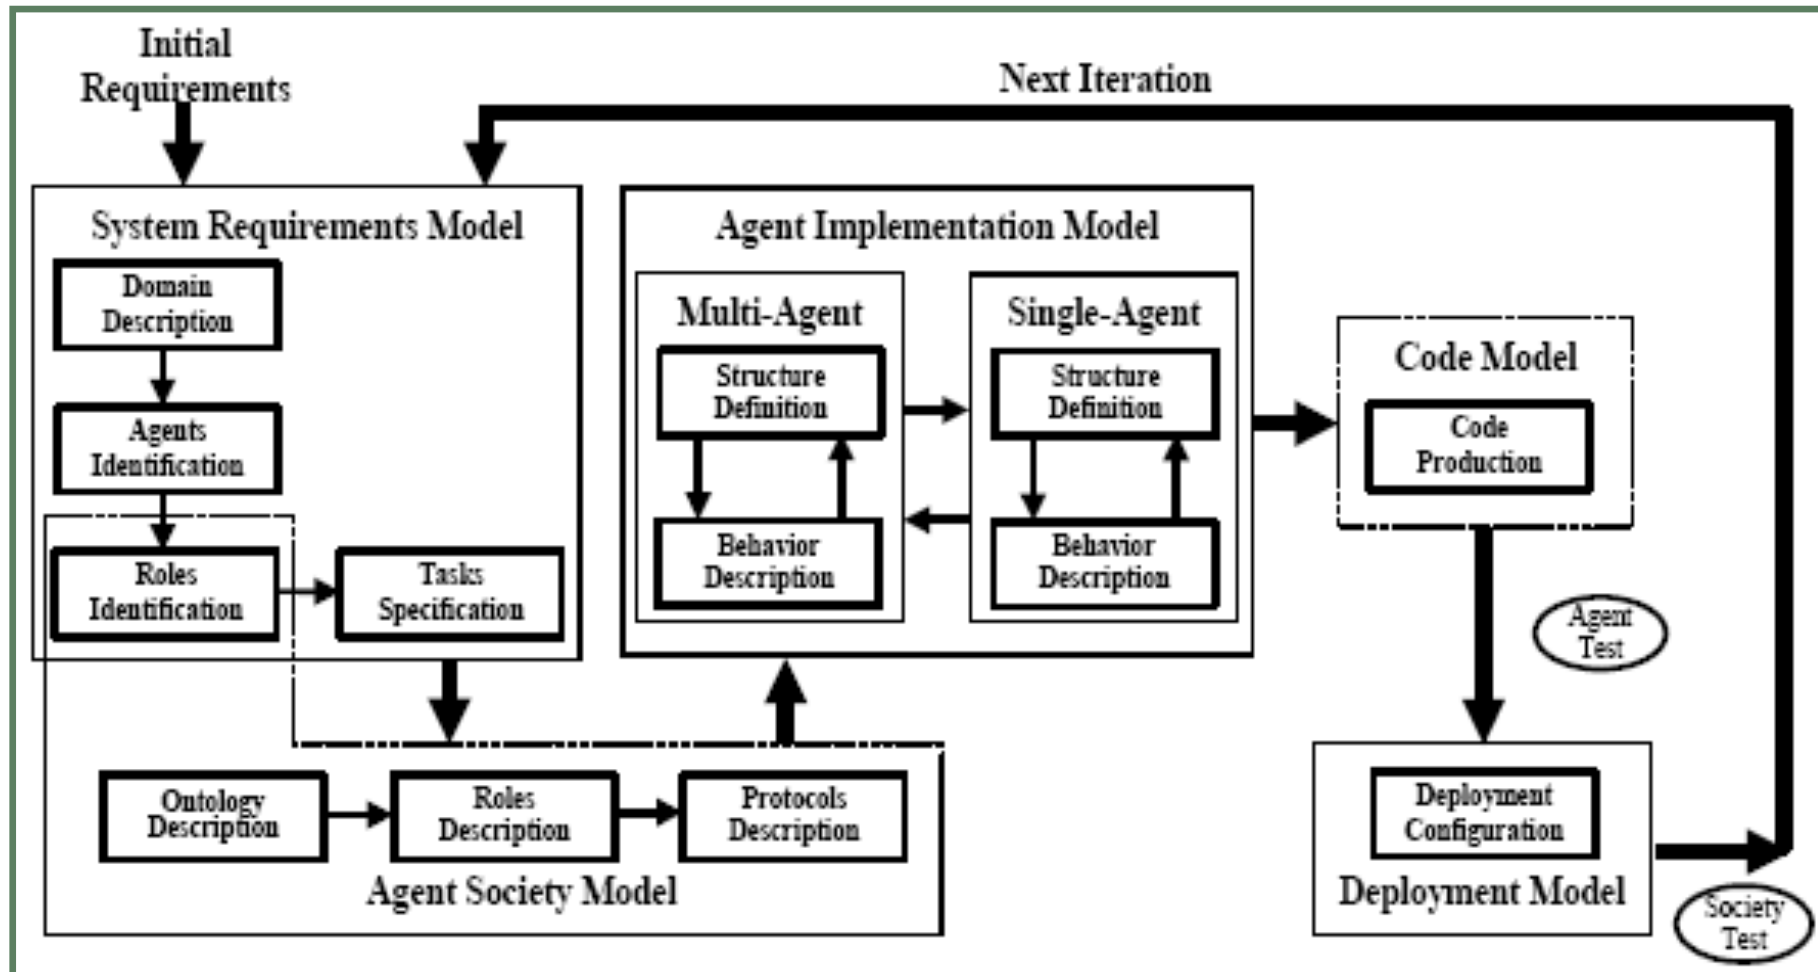 Initial
Requirements
Next Iteration
System Requirements Model
Domain
Description
Agents
Identification
Roles
Identification
Tasks
Specification
Agent Implementation Model
Multi-Agent
Structure
Definition
Behavior
Description
Single-Agent
Structure
Definition
Behavior
Description
Code Model
Code
Production
Agent
Test
Ontology
Description
Roles
Description
Protocols
Description
Agent Society Model
Deployment
Configuration
Deployment Model
Society
Test